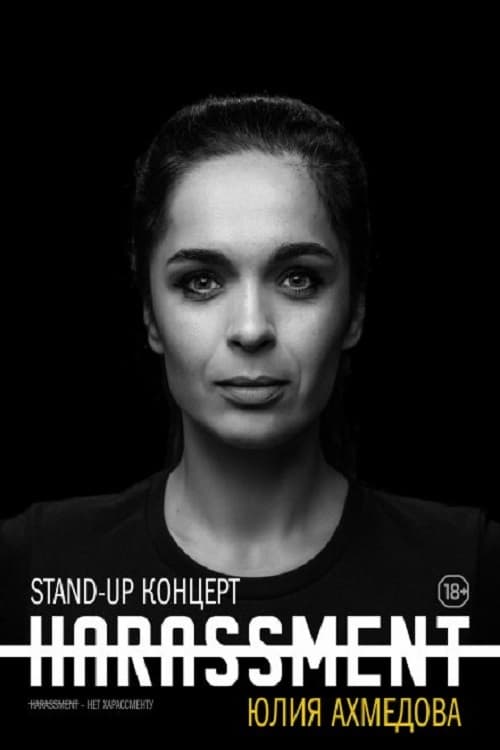 STAND-UP КОНЦЕРТ
18+
HARASSMENT
HARASSMENT - НЕТ ХАРАССМЕНТУ
ЮЛИЯ АХМЕДОВА